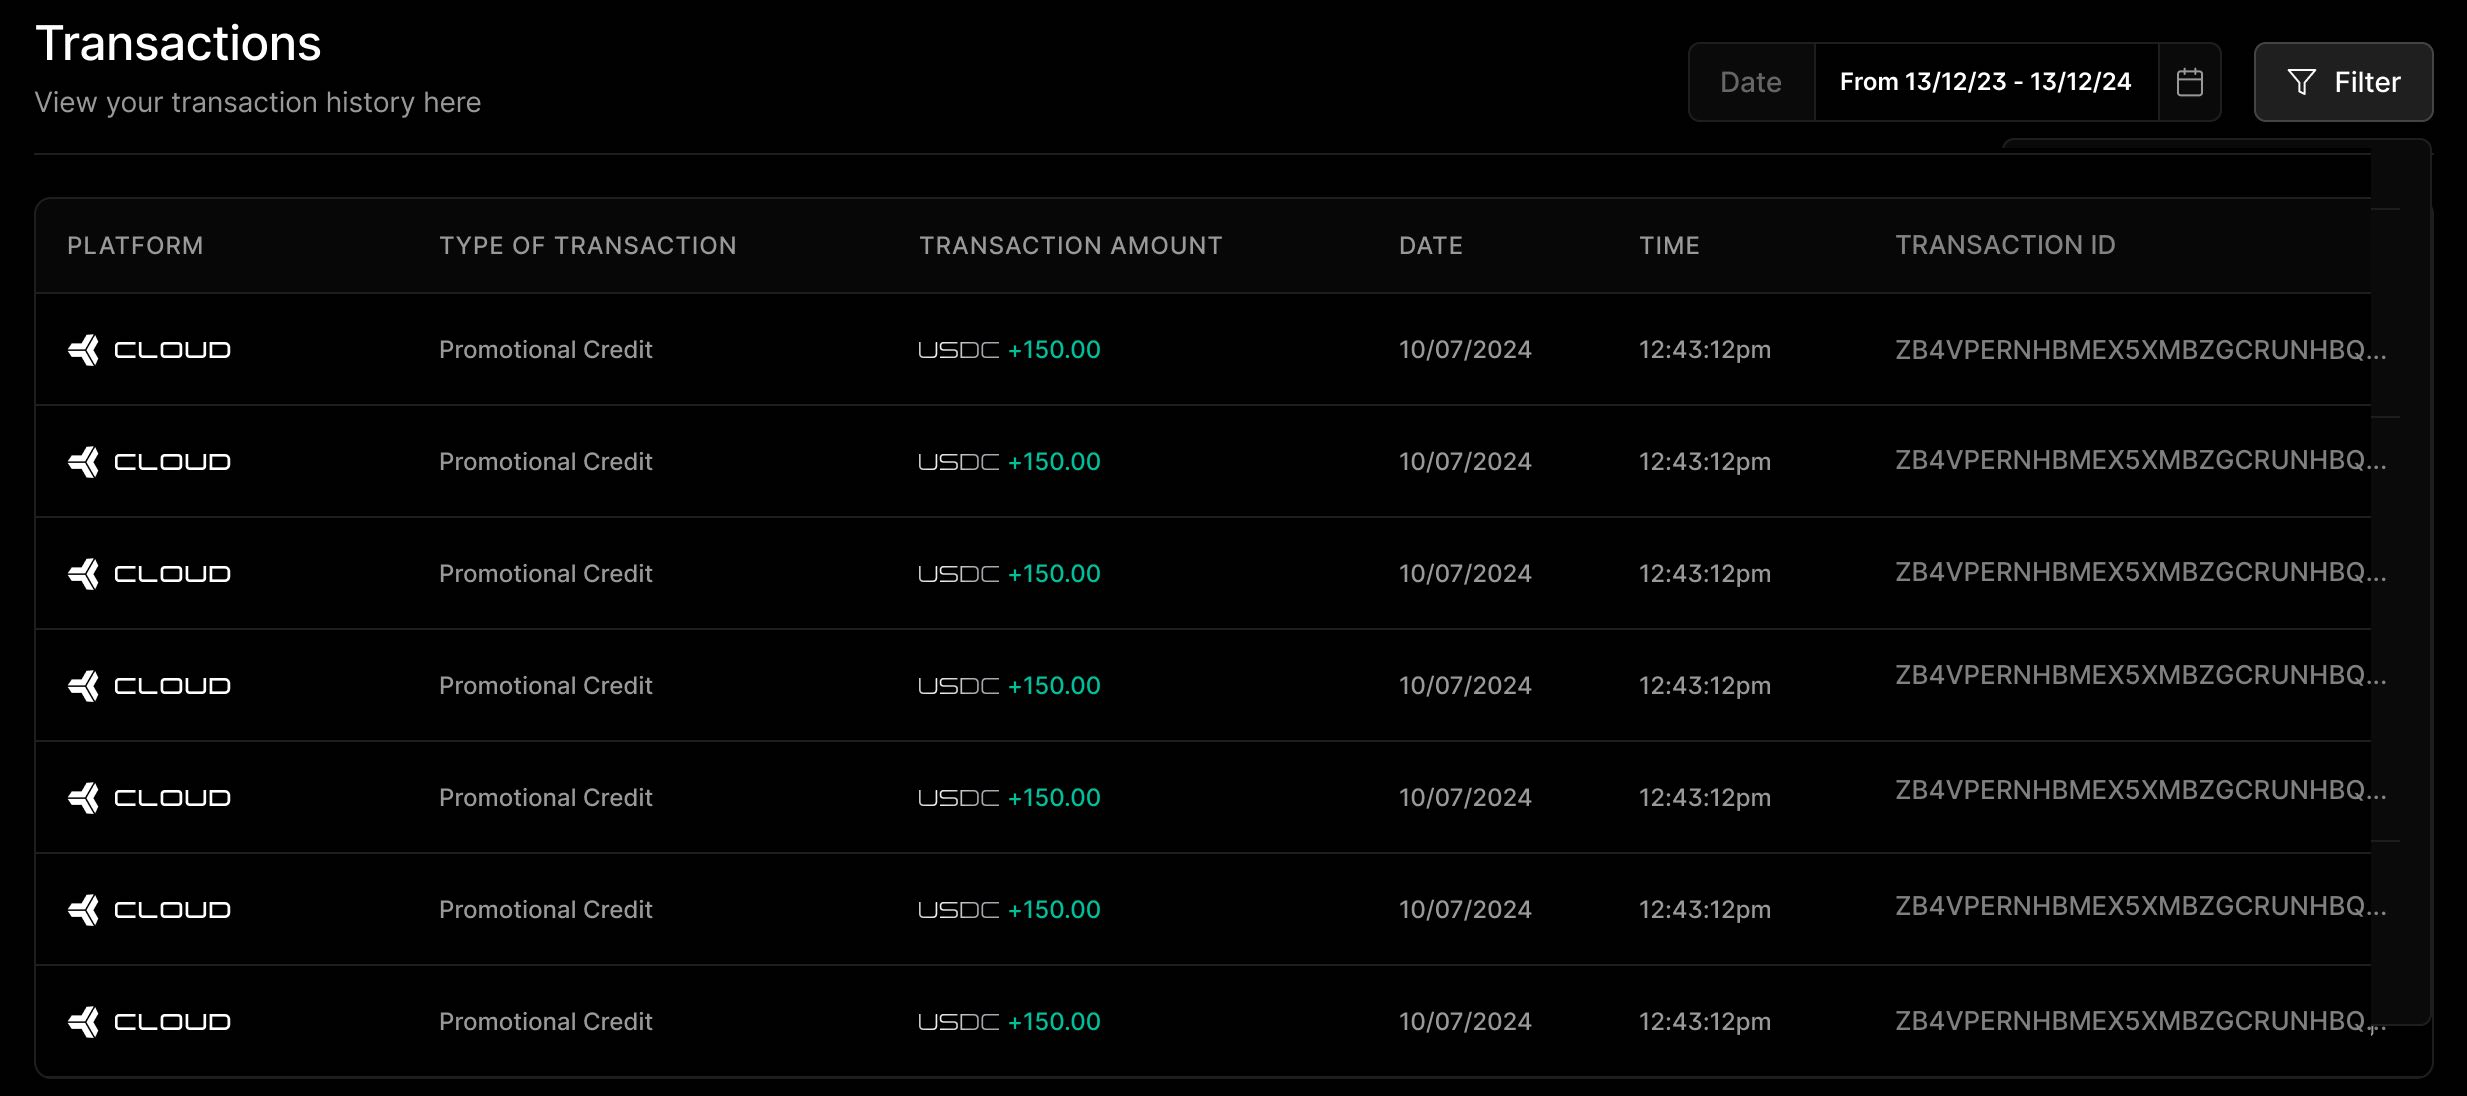 Transactions
View your transaction history here
Date From 13/12/23 - 13/12/24 Filter
PLATFORM TYPE OF TRANSACTION TRANSACTION AMOUNT DATE TIME TRANSACTION ID
CLOUD Promotional Credit USDC +150.00 10/07/2024 12:43:12pm ZB4VPERNHBMEX5XMBZGCRUNHBQ...
CLOUD Promotional Credit USDC +150.00 10/07/2024 12:43:12pm ZB4VPERNHBMEX5XMBZGCRUNHBQ...
CLOUD Promotional Credit USDC +150.00 10/07/2024 12:43:12pm ZB4VPERNHBMEX5XMBZGCRUNHBQ...
CLOUD Promotional Credit USDC +150.00 10/07/2024 12:43:12pm ZB4VPERNHBMEX5XMBZGCRUNHBQ...
CLOUD Promotional Credit USDC +150.00 10/07/2024 12:43:12pm ZB4VPERNHBMEX5XMBZGCRUNHBQ...
CLOUD Promotional Credit USDC +150.00 10/07/2024 12:43:12pm ZB4VPERNHBMEX5XMBZGCRUNHBQ...
CLOUD Promotional Credit USDC +150.00 10/07/2024 12:43:12pm ZB4VPERNHBMEX5XMBZGCRUNHBQ...